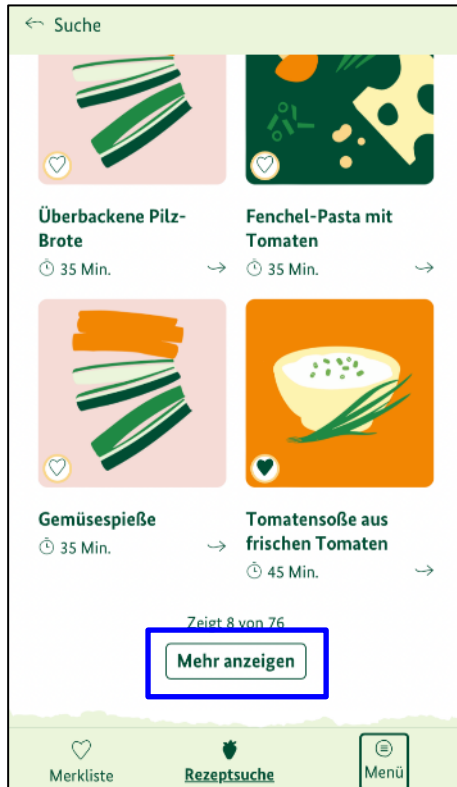 Suche
Überbackene Pilz-
Brote
35 Min.
Fenchel-Pasta mit
Tomaten
35 Min.
Gemüsespieße
35 Min.
Tomatensoße aus
frischen Tomaten
45 Min.
Zeigt 8 von 76
Mehr anzeigen
Merkliste
Rezeptsuche
Menü